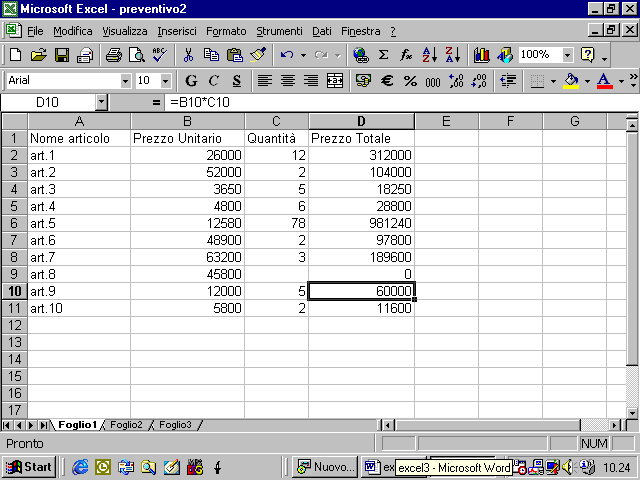 Microsoft Excel - preventivo2
File Modifica Visualizza Inserisci Formato Strumenti Dati Finestra ?
100%
Arial 10 G C S € % 000
D10 = =B10*C10
A B C D E F G
1 Nome articolo Prezzo Unitario Quantità Prezzo Totale
2 art.1 26000 12 312000
3 art.2 52000 2 104000
4 art.3 3650 5 18250
5 art.4 4800 6 28800
6 art.5 12580 78 981240
7 art.6 48900 2 97800
8 art.7 63200 3 189600
9 art.8 45800 0
10 art.9 12000 5 60000
11 art.10 5800 2 11600
12
13
14
15
16
17
Foglio1 Foglio2 Foglio3
Pronto NUM
Start Nuovo... ex excel3 - Microsoft Word 10.24